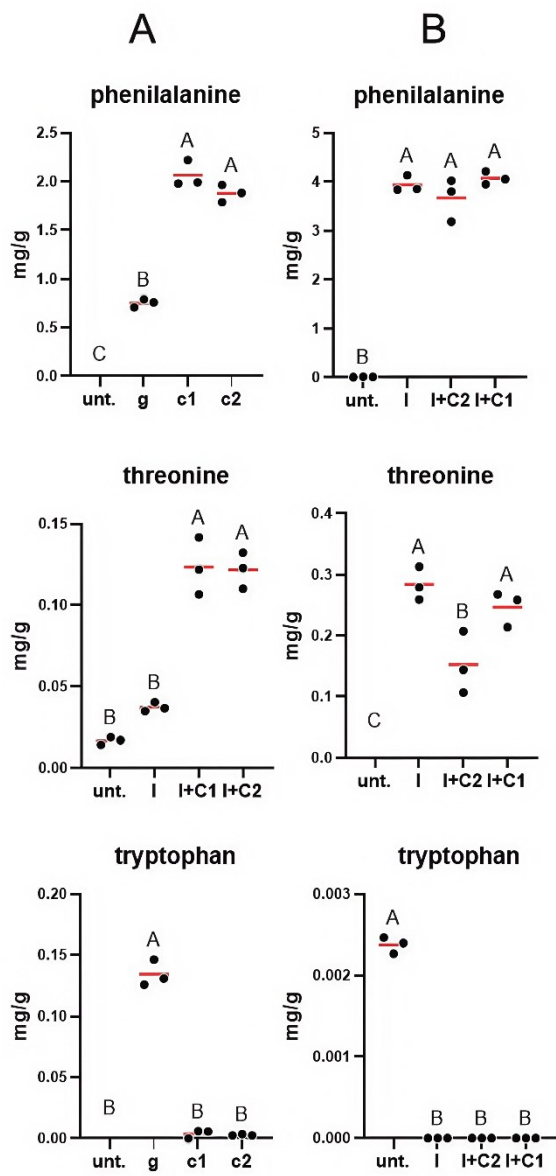 A
B
phenilalanine
2.5
2.0
1.5
1.0
0.5
0.0
mg/g
C
B
A
A
unt. g c1 c2
phenilalanine
5
4
3
2
1
0
mg/g
B
A
A
A
unt. I I+C2 I+C1
threonine
0.15
0.10
0.05
0.00
mg/g
B
B
A
A
unt. I I+C1 I+C2
threonine
0.4
0.3
0.2
0.1
0.0
mg/g
C
A
B
A
unt. I I+C2 I+C1
tryptophan
0.20
0.15
0.10
0.05
0.00
mg/g
B
A
B
B
unt. g c1 c2
tryptophan
0.003
0.002
0.001
0.000
mg/g
A
B
B
B
unt. I I+C2 I+C1